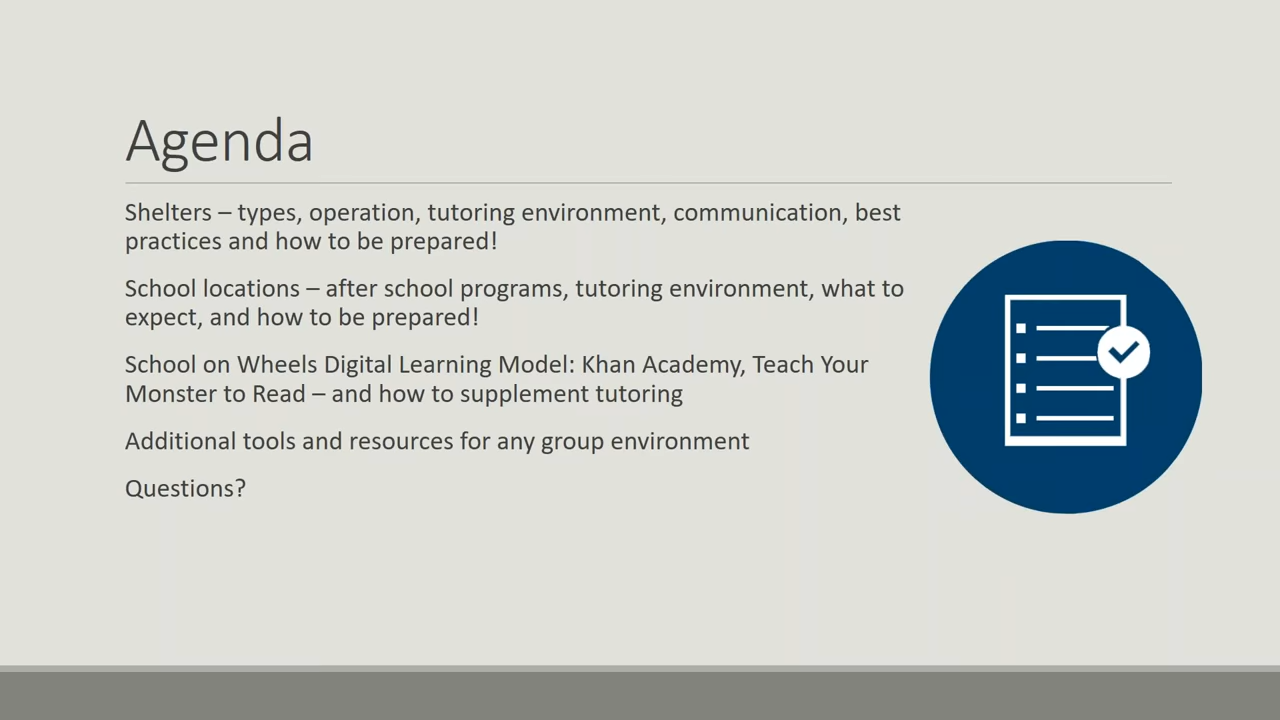 Agenda
Shelters – types, operation, tutoring environment, communication, best
practices and how to be prepared!
School locations – after school programs, tutoring environment, what to
expect, and how to be prepared!
School on Wheels Digital Learning Model: Khan Academy, Teach Your
Monster to Read – and how to supplement tutoring
Additional tools and resources for any group environment
Questions?